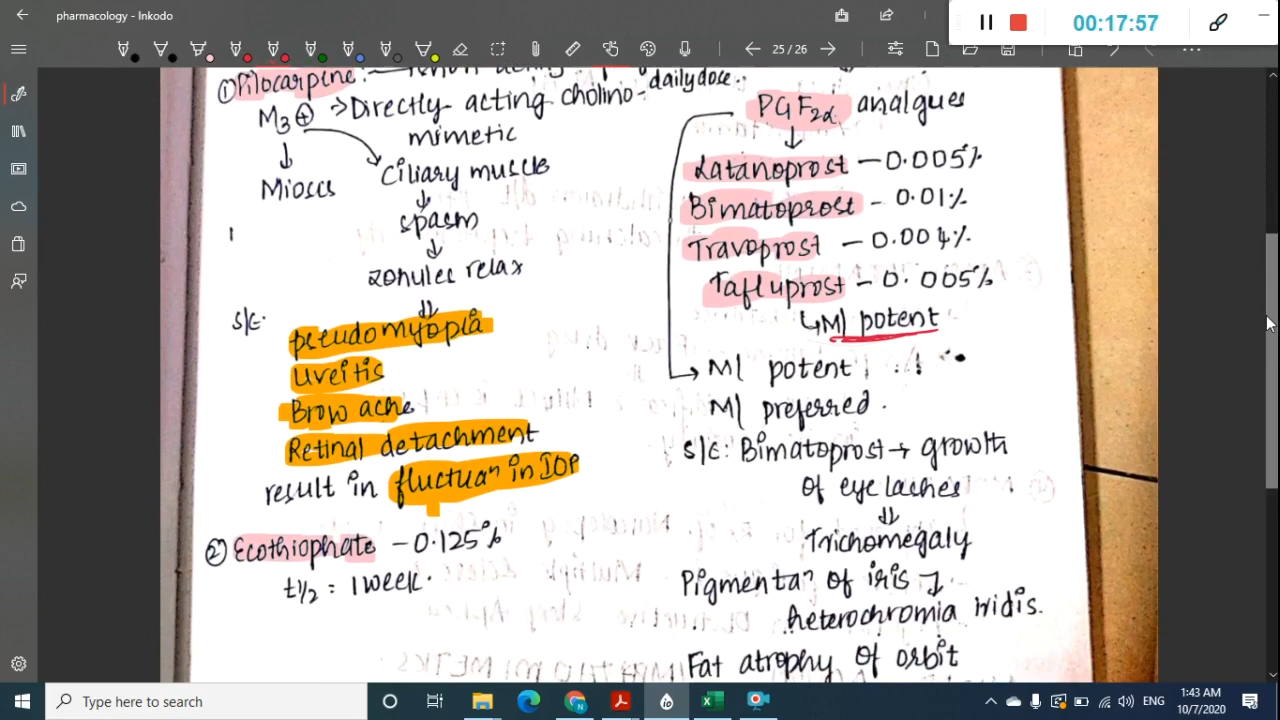 pharmacology - Inkodo
00:17:57
25 / 26
① Pilocarpine :
daily dose.
M3 ⊕ → Directly acting cholino-
mimetic
↓
Miosis
ciliary muscle
↓
spasm
↓
zonules relax
⇓
S/E:
pseudomyopia
Uveitis
Brow ache
Retinal detachment
result in fluctuaⁿ in IOP
② Ecothiophate - 0.125%
t1/2 = 1 week.
PGF2α analgues
↓
Latanoprost - 0.005%
Bimatoprost - 0.01%
Travoprost - 0.004%
Tafluprost - 0.005%
↳ M/ potent
→ M/ potent
M/ preferred.
S/E: Bimatoprost → growth
of eye laches
⇓
Trichomegaly
Pigmentaⁿ of iris
heterochromia iridis.
Fat atrophy of orbit
Type here to search
ENG
1:43 AM
10/7/2020